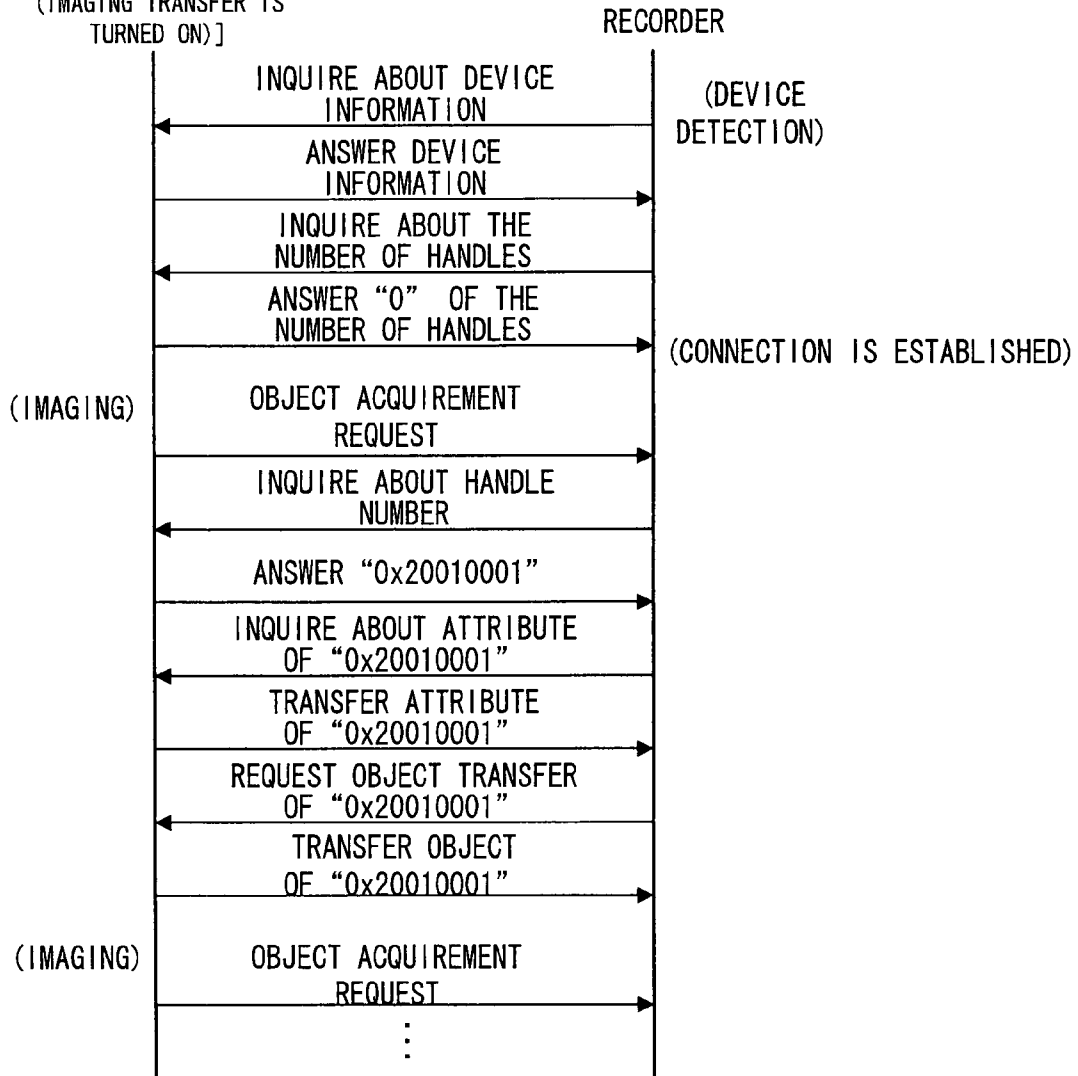 (IMAGING TRANSFER IS
TURNED ON)]
RECORDER
INQUIRE ABOUT DEVICE
INFORMATION
(DEVICE
DETECTION)
ANSWER DEVICE
INFORMATION
INQUIRE ABOUT THE
NUMBER OF HANDLES
ANSWER “0” OF THE
NUMBER OF HANDLES
(CONNECTION IS ESTABLISHED)
(IMAGING)
OBJECT ACQUIREMENT
REQUEST
INQUIRE ABOUT HANDLE
NUMBER
ANSWER “0x20010001”
INQUIRE ABOUT ATTRIBUTE
OF “0x20010001”
TRANSFER ATTRIBUTE
OF “0x20010001”
REQUEST OBJECT TRANSFER
OF “0x20010001”
TRANSFER OBJECT
OF “0x20010001”
(IMAGING)
OBJECT ACQUIREMENT
REQUEST